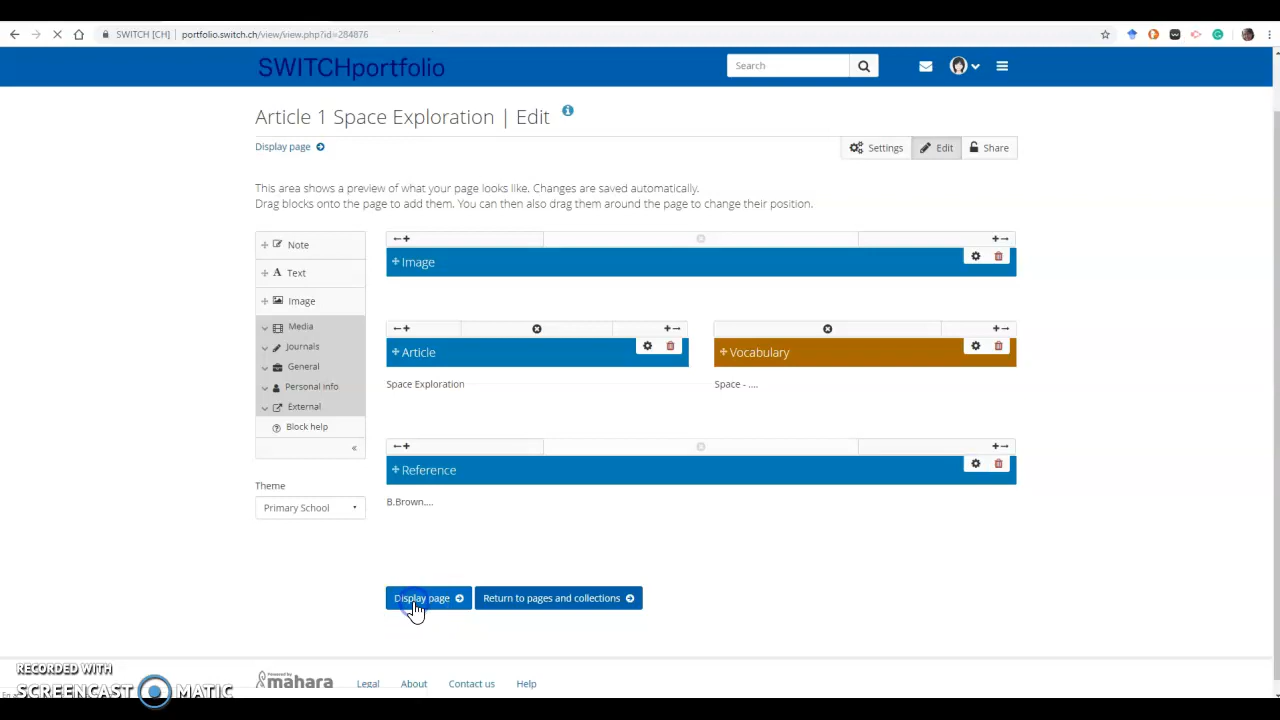 SWITCH [CH] portfolio.switch.ch/view/view.php?id=284876
SWITCHportfolio
Search
Article 1 Space Exploration | Edit
Display page
Settings
Edit
Share
This area shows a preview of what your page looks like. Changes are saved automatically.
Drag blocks onto the page to add them. You can then also drag them around the page to change their position.
Note
Text
Image
Media
Journals
General
Personal info
External
Block help
Theme
Primary School
Image
Article
Space Exploration
Vocabulary
Space - ....
Reference
B.Brown....
Display page
Return to pages and collections
RECORDED WITH
SCREENCAST MATIC
Powered by
mahara
Legal
About
Contact us
Help